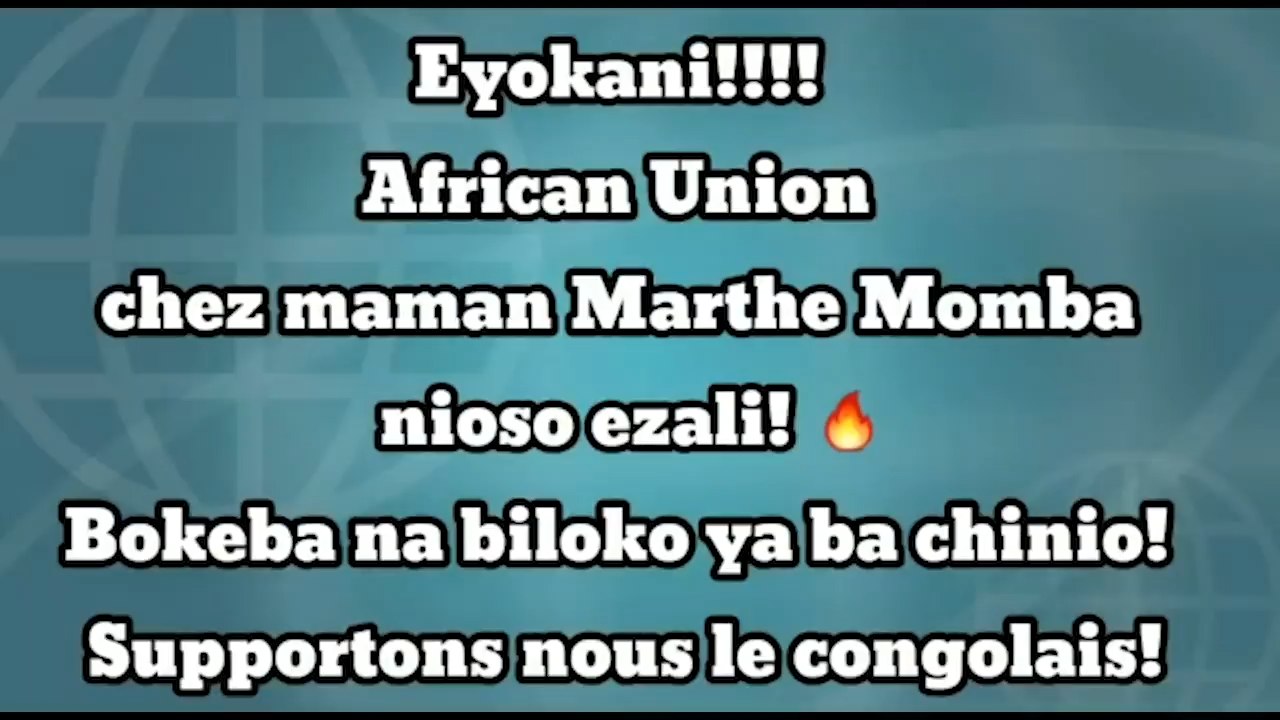 Eyokani!!!!
African Union
chez maman Marthe Momba
nioso ezali! 🔥
Bokeba na biloko ya ba chinio!
Supportons nous le congolais!